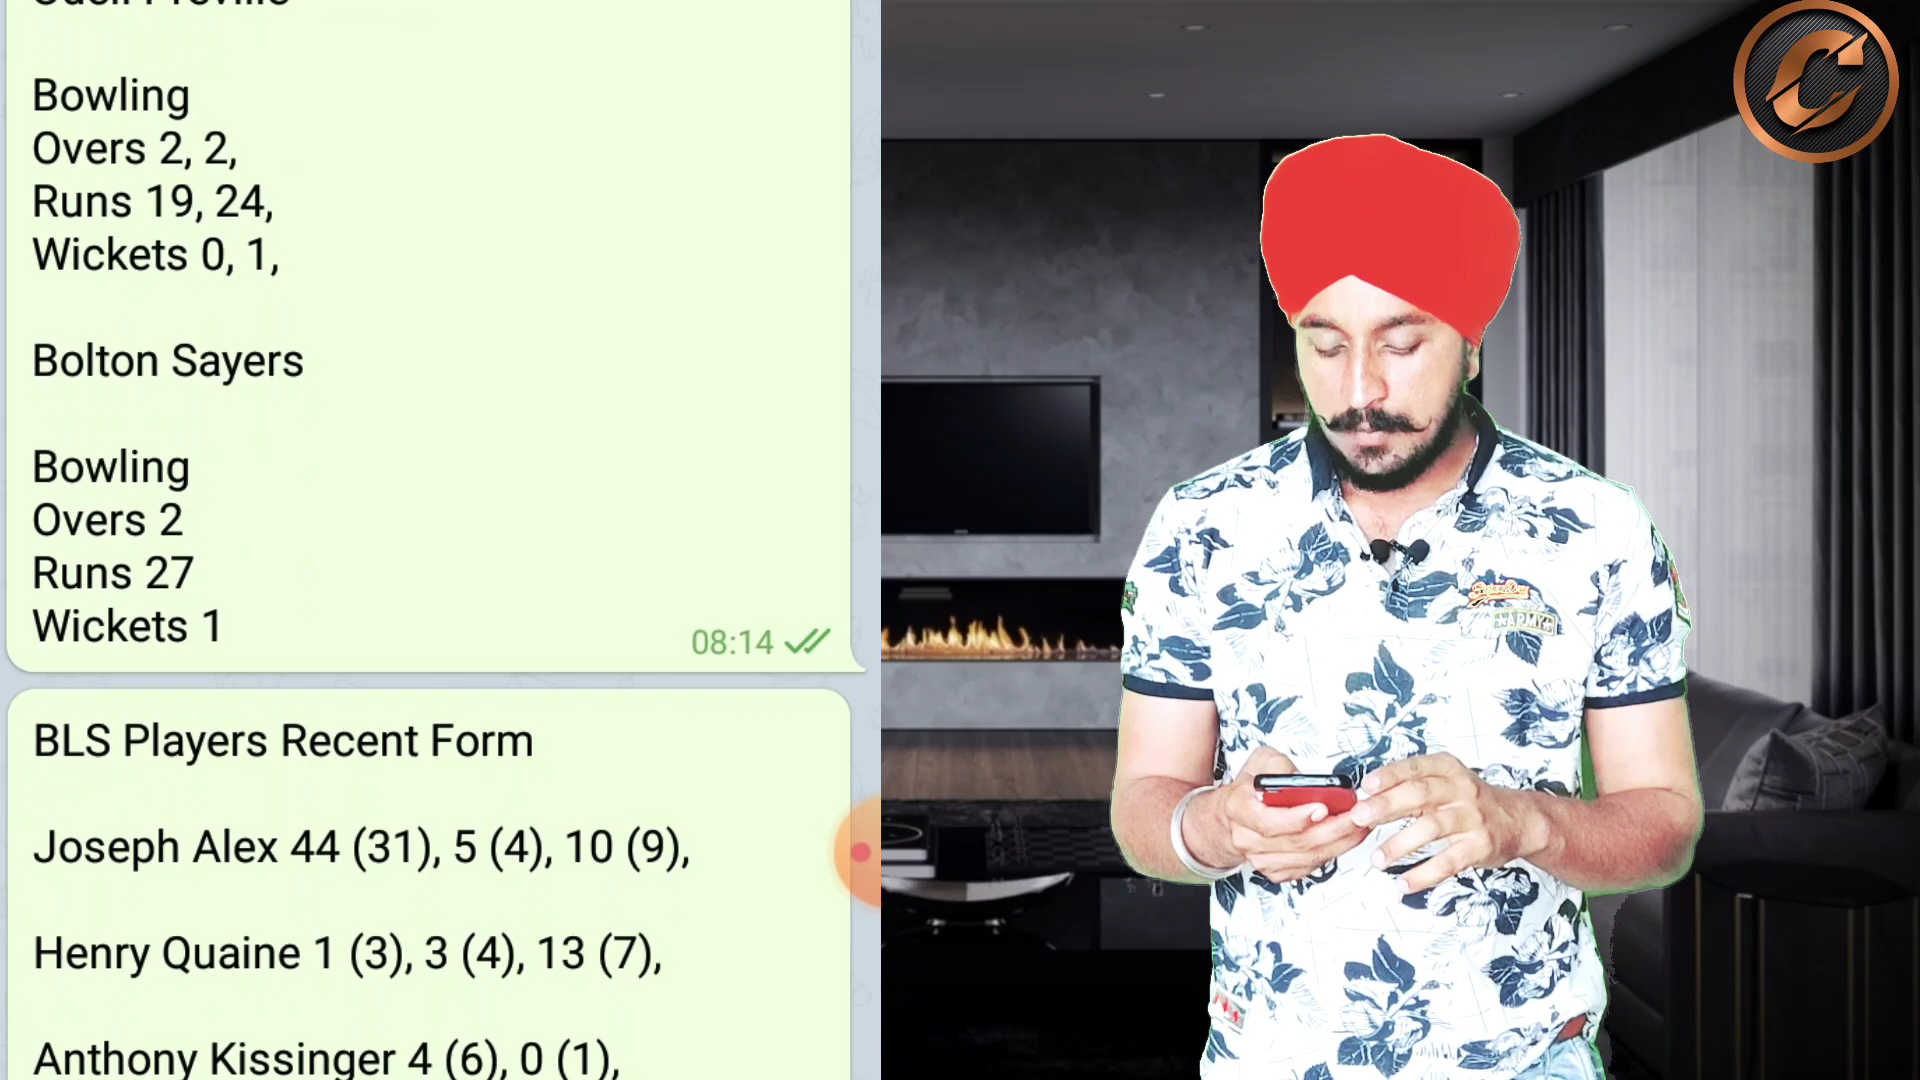 Bowling
Overs 2, 2,
Runs 19, 24,
Wickets 0, 1,
Bolton Sayers
Bowling
Overs 2
Runs 27
Wickets 1
08:14
BLS Players Recent Form
Joseph Alex 44 (31), 5 (4), 10 (9),
Henry Quaine 1 (3), 3 (4), 13 (7),
Anthony Kissinger 4 (6), 0 (1),
ARMY